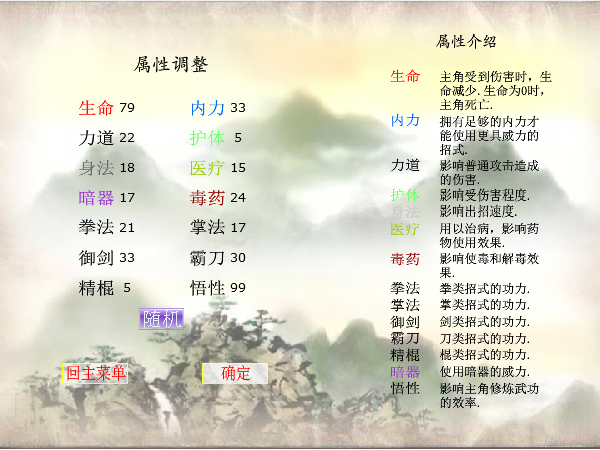 属性调整
生命 79 内力 33
力道 22 护体 5
身法 18 医疗 15
暗器 17 毒药 24
拳法 21 掌法 17
御剑 33 霸刀 30
精棍 5 悟性 99
随机
回主菜单 确定
属性介绍
生命 主角受到伤害时，生
命减少.生命为0时，
主角死亡.
内力 拥有足够的内力才
能使用更具威力的
招式.
力道 影响普通攻击造成
的伤害.
护体 影响受伤害程度.
身法 影响出招速度.
医疗 用以治病，影响药
物使用效果.
毒药 影响使毒和解毒效
果.
拳法 拳类招式的功力.
掌法 掌类招式的功力.
御剑 剑类招式的功力.
霸刀 刀类招式的功力.
精棍 棍类招式的功力.
暗器 使用暗器的威力.
悟性 影响主角修炼武功
的效率.